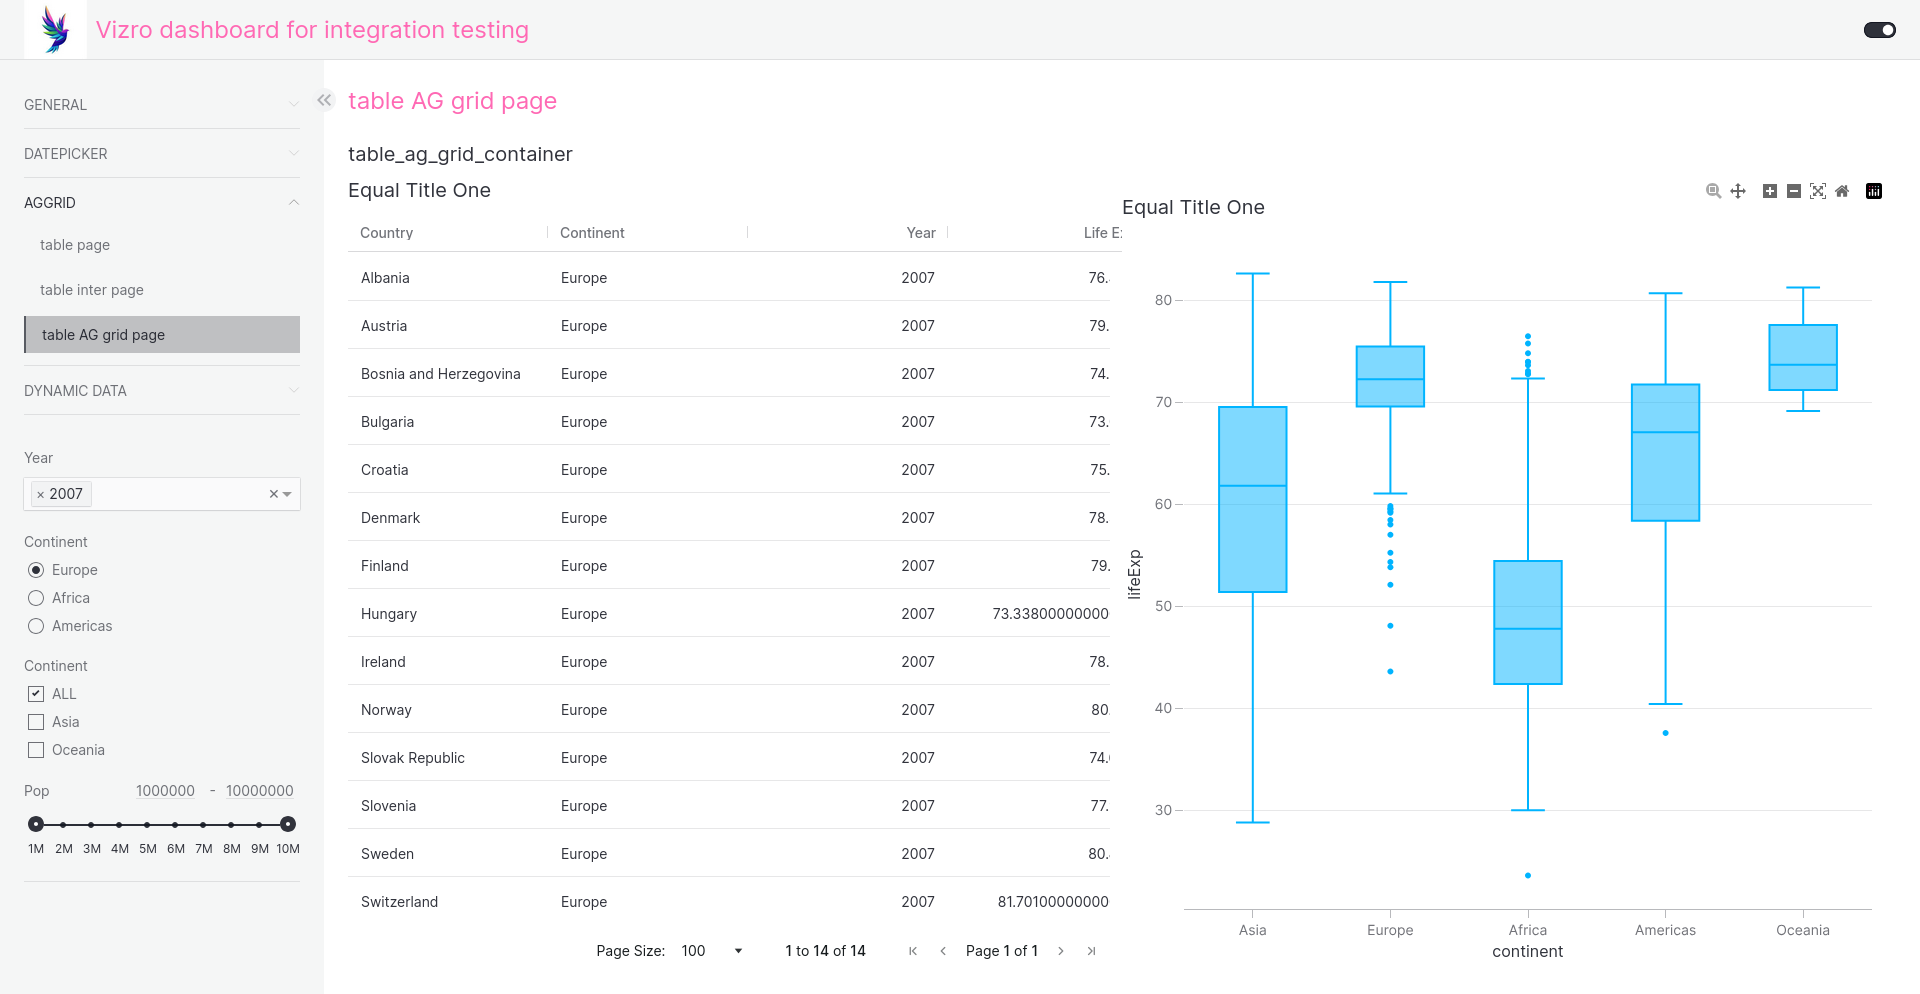 Vizro dashboard for integration testing
GENERAL
DATEPICKER
AGGRID
table page
table inter page
table AG grid page
DYNAMIC DATA
Year
× 2007
Continent
Europe
Africa
Americas
Continent
ALL
Asia
Oceania
Pop 1000000 - 10000000
1M 2M 3M 4M 5M 6M 7M 8M 9M 10M
table AG grid page
table_ag_grid_container
Equal Title One
Country Continent Year Life E
Albania Europe 2007 76.
Austria Europe 2007 79.
Bosnia and Herzegovina Europe 2007 74.
Bulgaria Europe 2007 73.
Croatia Europe 2007 75.
Denmark Europe 2007 78.
Finland Europe 2007 79.
Hungary Europe 2007 73.33800000000
Ireland Europe 2007 78.
Norway Europe 2007 80
Slovak Republic Europe 2007 74.
Slovenia Europe 2007 77.
Sweden Europe 2007 80.
Switzerland Europe 2007 81.70100000000
Page Size: 100 1 to 14 of 14 Page 1 of 1
Equal Title One
80
70
60
50
40
30
lifeExp
Asia Europe Africa Americas Oceania
continent